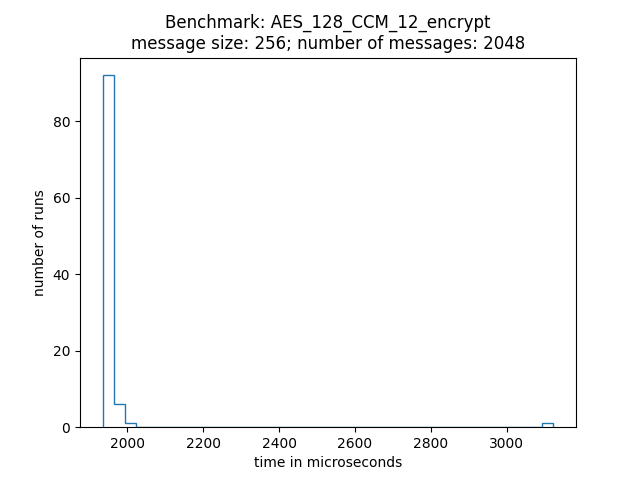 Benchmark: AES_128_CCM_12_encrypt
message size: 256; number of messages: 2048
80
60
40
20
0
number of runs
2000 2200 2400 2600 2800 3000
time in microseconds